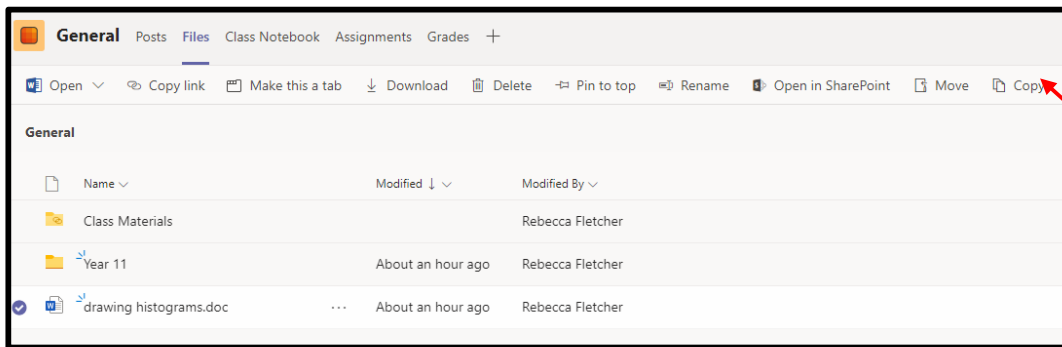 General Posts Files Class Notebook Assignments Grades
Open Copy link Make this a tab Download Delete Pin to top Rename Open in SharePoint Move Copy
General
Name Modified Modified By
Class Materials Rebecca Fletcher
Year 11 About an hour ago Rebecca Fletcher
drawing histograms.doc ... About an hour ago Rebecca Fletcher